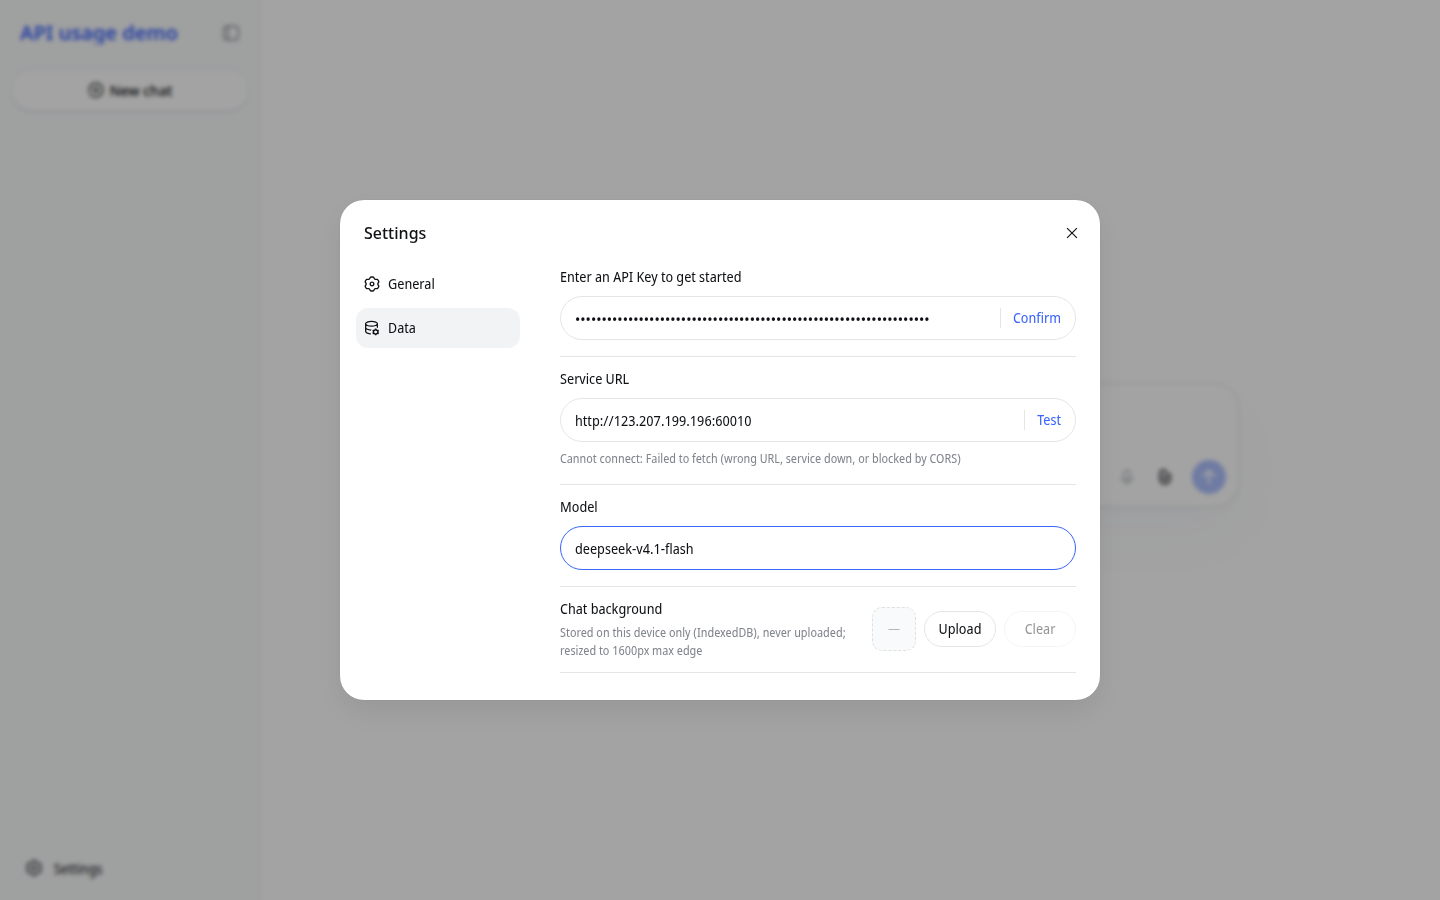 API usage demo
New chat
Settings
General
Data
Enter an API Key to get started
••••••••••••••••••••••••••••••••••••••••••••••••••••••••••••••••••• Confirm
Service URL
http://123.207.199.196:60010 Test
Cannot connect: Failed to fetch (wrong URL, service down, or blocked by CORS)
Model
deepseek-v4.1-flash
Chat background
Stored on this device only (IndexedDB), never uploaded;
resized to 1600px max edge
— Upload Clear
Settings